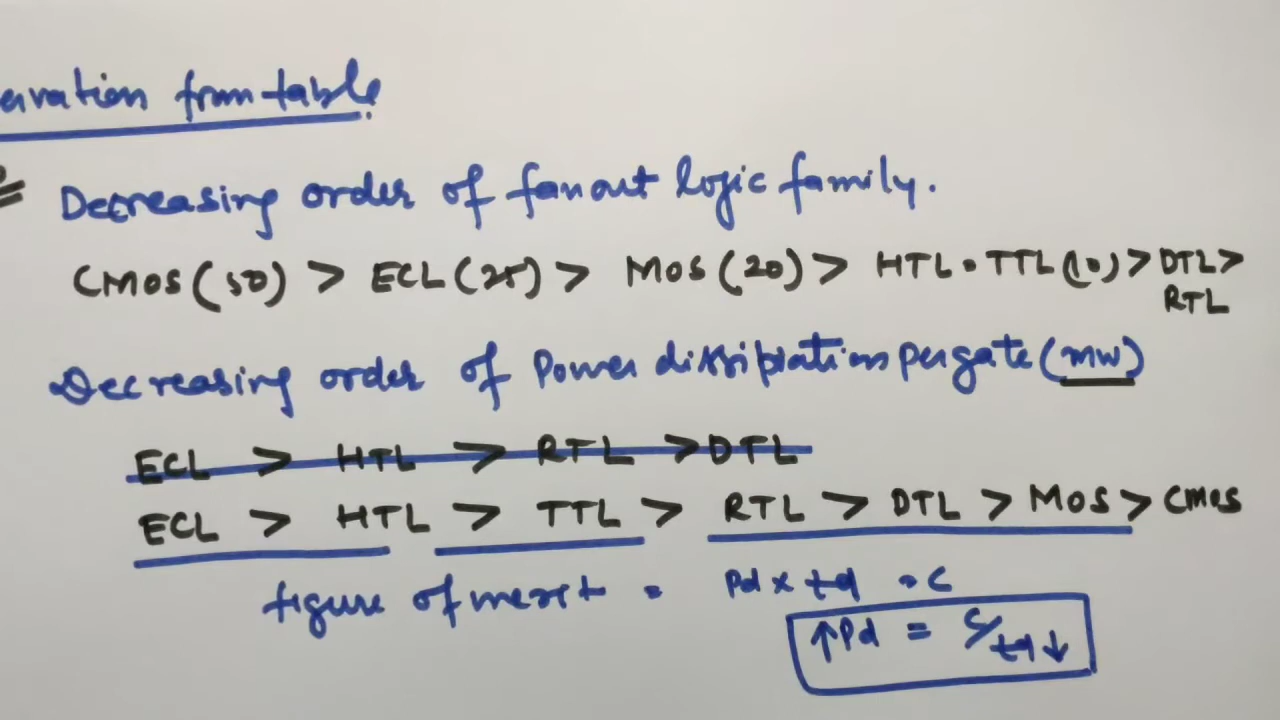 ervation from table
Decreasing order of fanout logic family.
CMOS (50) > ECL (25) > MOS (20) > HTL = TTL (10) > DTL >
RTL
Decreasing order of Power dissipiation per gate (mw)
ECL > HTL > RTL > DTL
ECL > HTL > TTL > RTL > DTL > MOS > CMOS
figure of merit = Pd x td = C
↑Pd = C/td↓